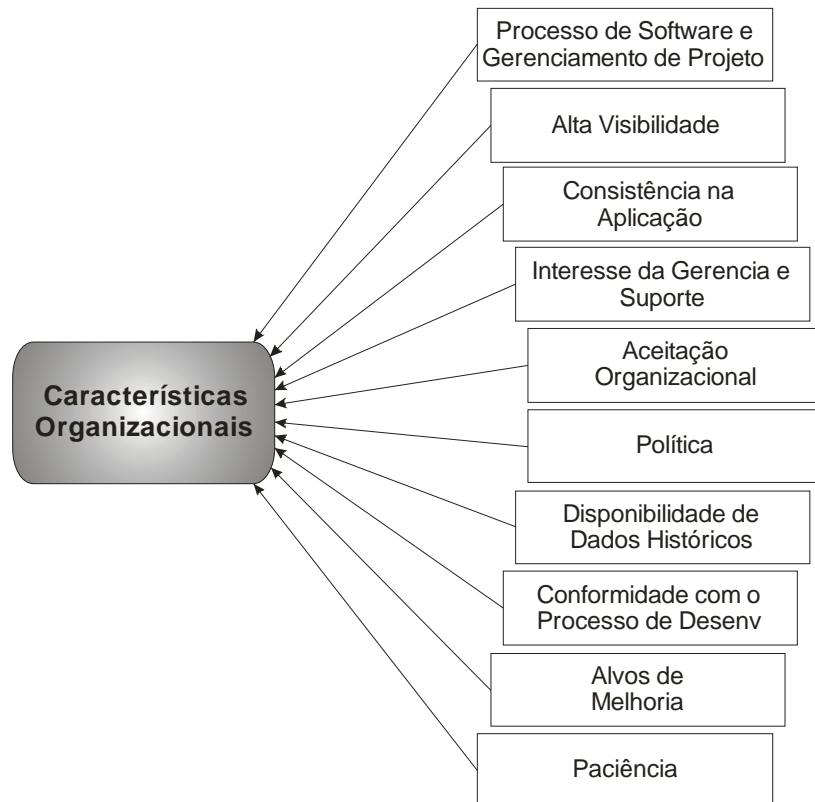 Processo de Software e
Gerenciamento de Projeto
Alta Visibilidade
Consistência na
Aplicação
Interesse da Gerencia e
Suporte
Aceitação
Organizacional
Política
Disponibilidade de
Dados Históricos
Conformidade com o
Processo de Desenv
Alvos de
Melhoria
Paciência
Características
Organizacionais